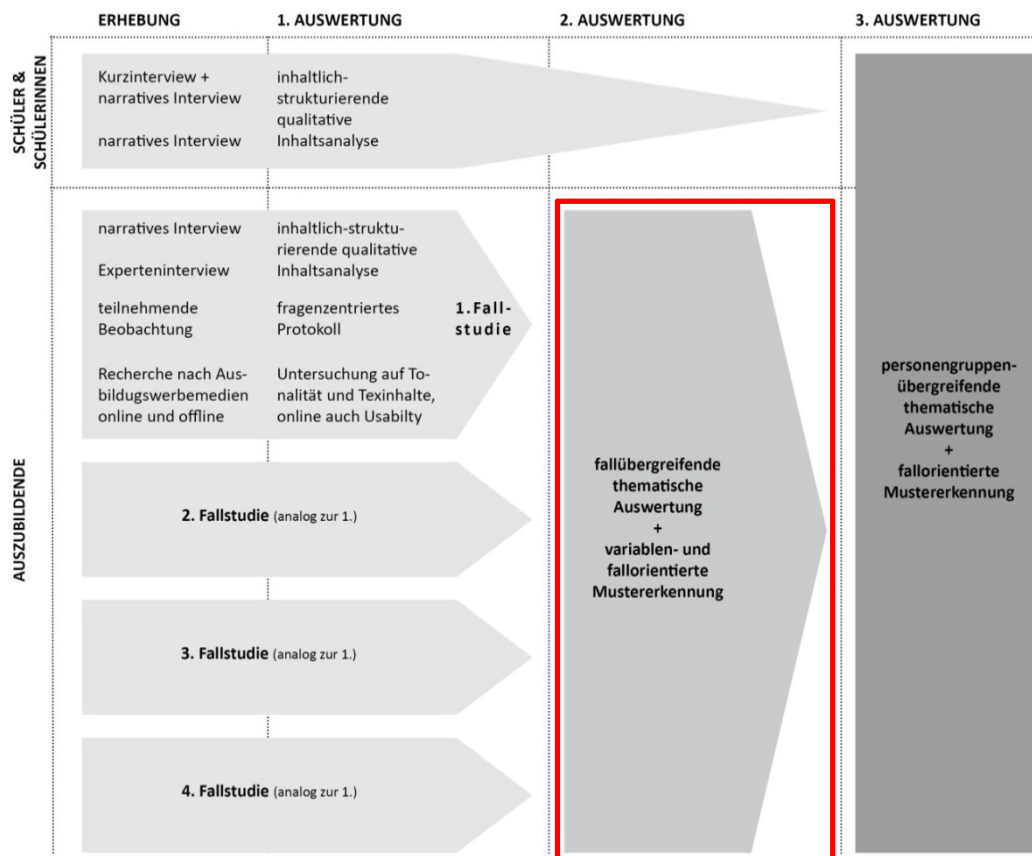 ERHEBUNG
1. AUSWERTUNG
2. AUSWERTUNG
3. AUSWERTUNG
SCHÜLER &
SCHÜLERINNEN
Kurzinterview +
narratives Interview
narratives Interview
inhaltlich-
strukturierende
qualitative
Inhaltsanalyse
AUSZUBILDENDE
narratives Interview
Experteninterview
teilnehmende
Beobachtung
Recherche nach Aus-
bildugswerbemedien
online und offline
inhaltlich-struktu-
rierende qualitative
Inhaltsanalyse
fragenzentriertes
Protokoll
Untersuchung auf To-
nalität und Texinhalte,
online auch Usabilty
1.Fall-
studie
2. Fallstudie (analog zur 1.)
3. Fallstudie (analog zur 1.)
4. Fallstudie (analog zur 1.)
fallübergreifende
thematische
Auswertung
+
variablen- und
fallorientierte
Mustererkennung
personengruppen-
übergreifende
thematische
Auswertung
+
fallorientierte
Mustererkennung